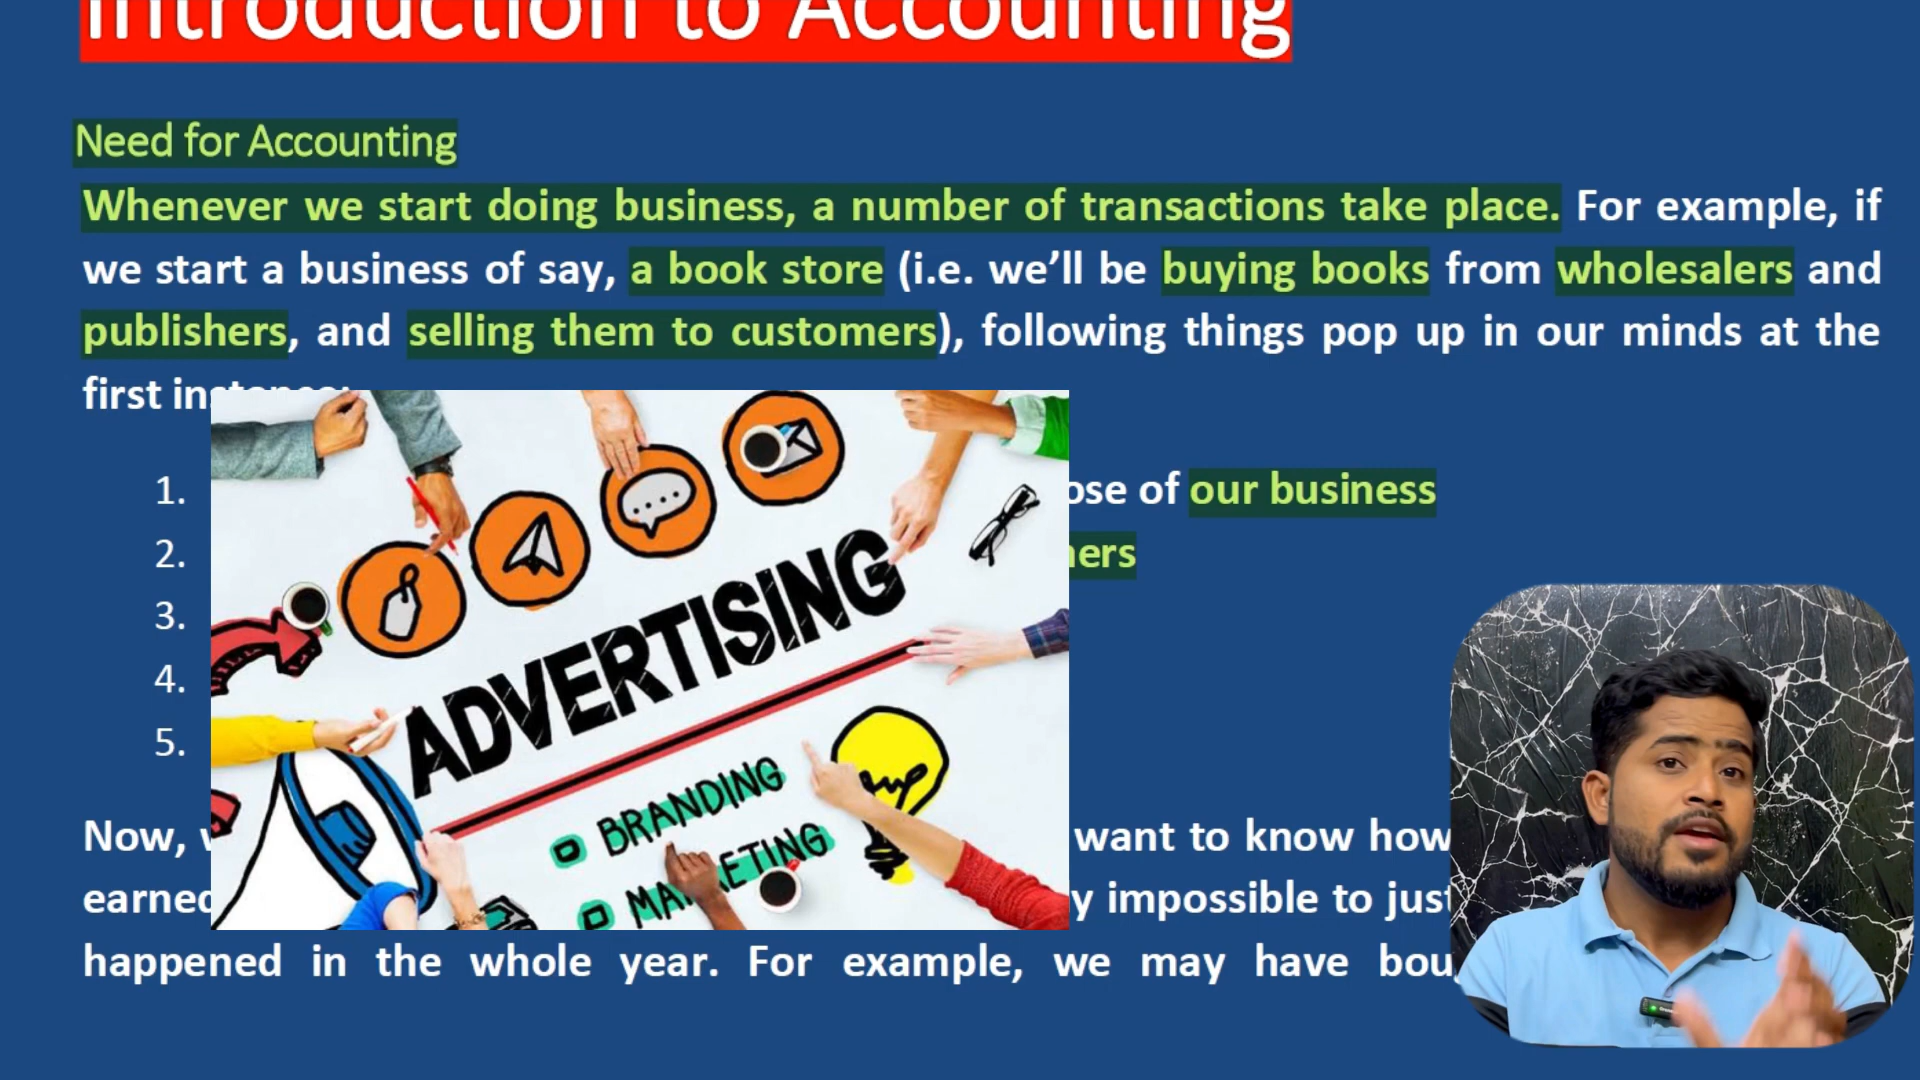 Introduction to Accounting
Need for Accounting
Whenever we start doing business, a number of transactions take place. For example, if
we start a business of say, a book store (i.e. we’ll be buying books from wholesalers and
publishers, and selling them to customers), following things pop up in our minds at the
first
1. of our business
2.
3.
4.
5.
ADVERTISING
BRANDING
MARKETING
Now, want to know how
earned impossible to just
happened in the whole year. For example, we may have